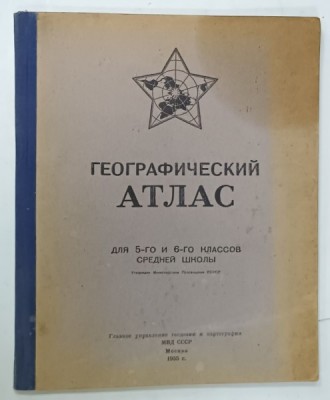 ГЕОГРАФИЧЕСКИЙ
АТЛАС
ДЛЯ 5-ГО И 6-ГО КЛАССОВ
СРЕДНЕЙ ШКОЛЫ
Главное управление геодезии и картографии
МВД СССР
Москва